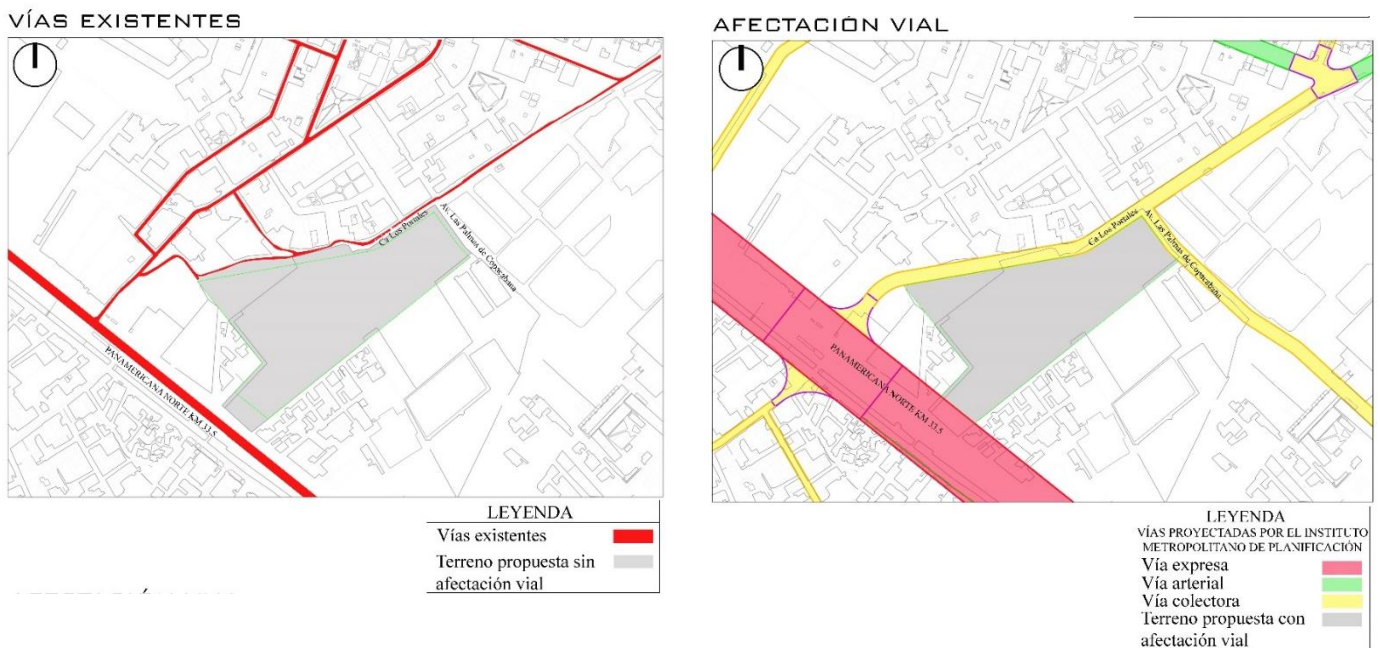 VÍAS EXISTENTES
Ca Los Portales
Av. Las Palmas de Copacabana
PANAMERICANA NORTE KM 33.5
LEYENDA
Vías existentes
Terreno propuesta sin
afectación vial
AFECTACIÓN VIAL
Ca Los Portales
Av. Las Palmas de Copacabana
PANAMERICANA NORTE KM 33.5
LEYENDA
VÍAS PROYECTADAS POR EL INSTITUTO
METROPOLITANO DE PLANIFICACIÓN
Vía expresa
Vía arterial
Vía colectora
Terreno propuesta con
afectación vial